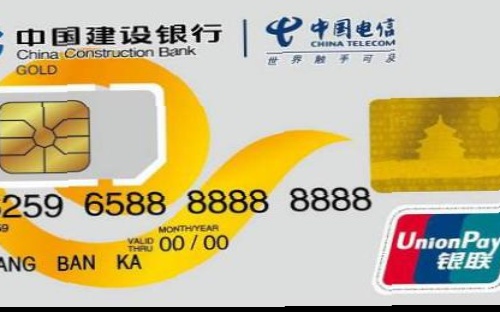 中国建设银行
China Construction Bank
GOLD
中国电信
CHINA TELECOM
世界触手可及
5259 6588 8888 8888
259
MONTH/YEAR
VALID THRU 00 / 00
ANG BAN KA
UnionPay
银联